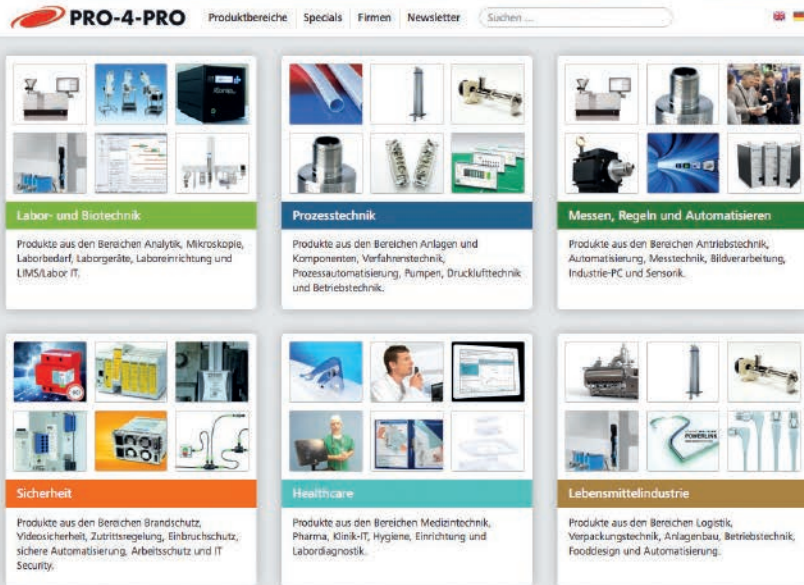 PRO-4-PRO
Produktbereiche Specials Firmen Newsletter Suchen ...
Labor- und Biotechnik
Produkte aus den Bereichen Analytik, Mikroskopie,
Laborbedarf, Laborgeräte, Laboreinrichtung und
LIMS/Labor IT.
Prozesstechnik
Produkte aus den Bereichen Anlagen und
Komponenten, Verfahrenstechnik,
Prozessautomatisierung, Pumpen, Drucklufttechnik
und Betriebstechnik.
Messen, Regeln und Automatisieren
Produkte aus den Bereichen Antriebstechnik,
Automatisierung, Messtechnik, Bildverarbeitung,
Industrie-PC und Sensorik.
Sicherheit
Produkte aus den Bereichen Brandschutz,
Videosicherheit, Zutrittsregelung, Einbruchschutz,
sichere Automatisierung, Arbeitsschutz und IT
Security.
Healthcare
Produkte aus den Bereichen Medizintechnik,
Pharma, Klinik-IT, Hygiene, Einrichtung und
Labordiagnostik.
POWERLINK
Lebensmittelindustrie
Produkte aus den Bereichen Logistik,
Verpackungstechnik, Anlagenbau, Betriebstechnik,
Fooddesign und Automatisierung.